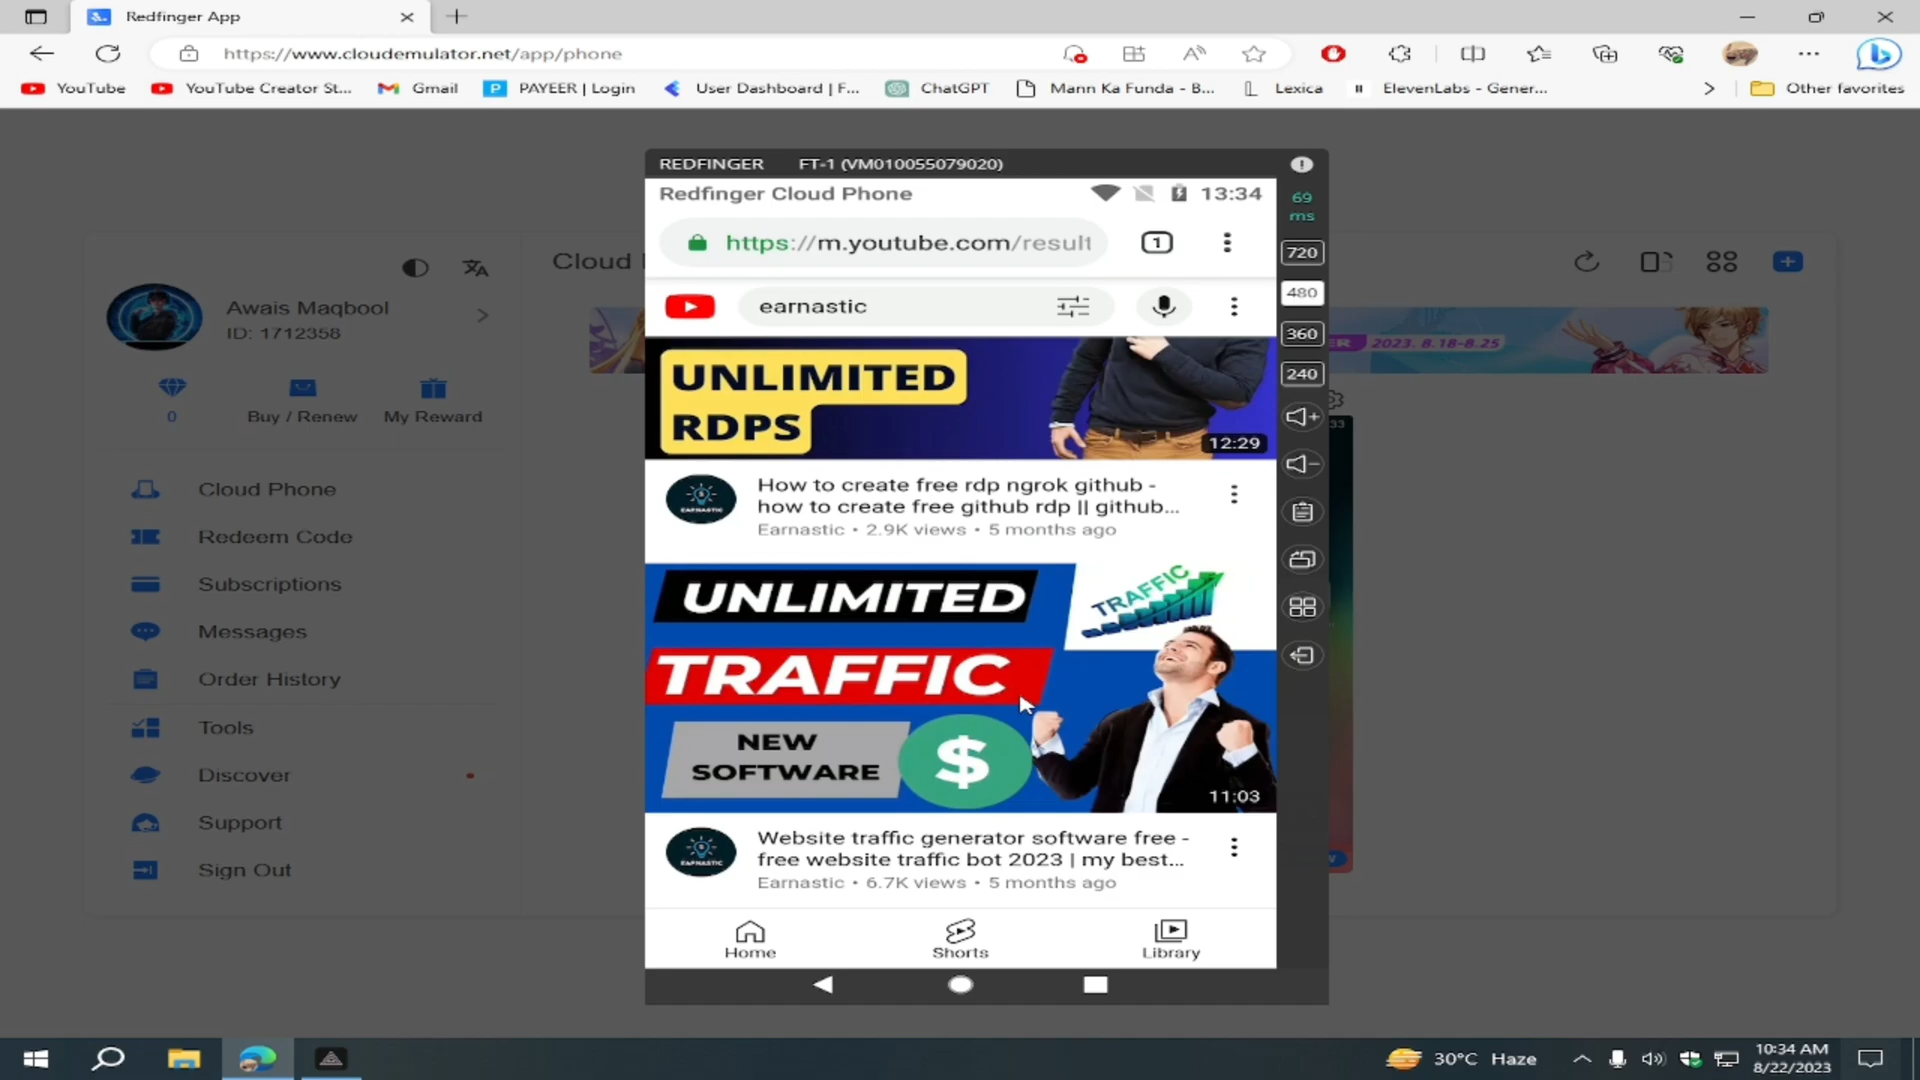 Redfinger App
https://www.cloudemulator.net/app/phone
YouTube
YouTube Creator St...
Gmail
PAYEER | Login
User Dashboard | F...
ChatGPT
Mann Ka Funda - B...
Lexica
ElevenLabs - Gener...
Other favorites
REDFINGER FT-1 (VM010055079020)
Redfinger Cloud Phone 13:34
https://m.youtube.com/result
1
earnastic
UNLIMITED
RDPS
12:29
How to create free rdp ngrok github -
how to create free github rdp || github...
Earnastic • 2.9K views • 5 months ago
UNLIMITED
TRAFFIC
TRAFFIC
NEW
SOFTWARE
$
11:03
EARNASTIC
EARNASTIC
Website traffic generator software free -
free website traffic bot 2023 | my best...
Earnastic • 6.7K views • 5 months ago
Home
Shorts
Library
69
ms
720
480
360
240
Cloud
Awais Maqbool
ID: 1712358
0
Buy / Renew
My Reward
Cloud Phone
Redeem Code
Subscriptions
Messages
Order History
Tools
Discover
Support
Sign Out
ER 2023. 8.18-8.25
33
30°C Haze
10:34 AM
8/22/2023